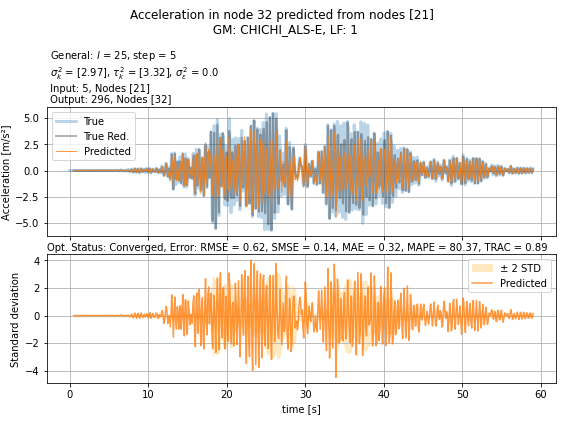 Acceleration in node 32 predicted from nodes [21]
GM: CHICHI_ALS-E, LF: 1
General: l = 25, step = 5
σ²ₖ = [2.97], τ²ₖ = [3.32], σ²ε = 0.0
Input: 5, Nodes [21]
Output: 296, Nodes [32]
Acceleration [m/s²]
5.0
2.5
0.0
−2.5
−5.0
True
True Red.
Predicted
Opt. Status: Converged, Error: RMSE = 0.62, SMSE = 0.14, MAE = 0.32, MAPE = 80.37, TRAC = 0.89
Standard deviation
4
2
0
−2
−4
± 2 STD
Predicted
0 10 20 30 40 50 60
time [s]